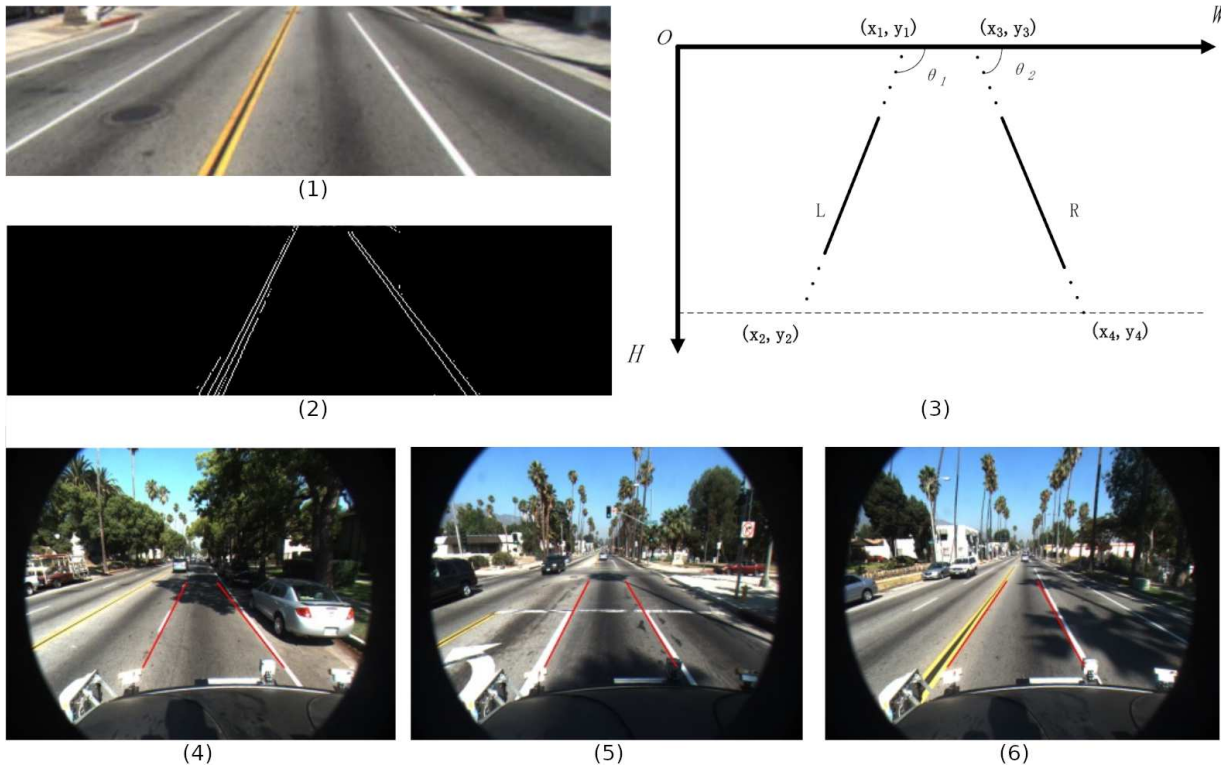 (1)
(2)
O
W
(x₁, y₁)
(x₃, y₃)
θ₁
θ₂
L
R
(x₂, y₂)
(x₄, y₄)
H
(3)
(4)
(5)
(6)